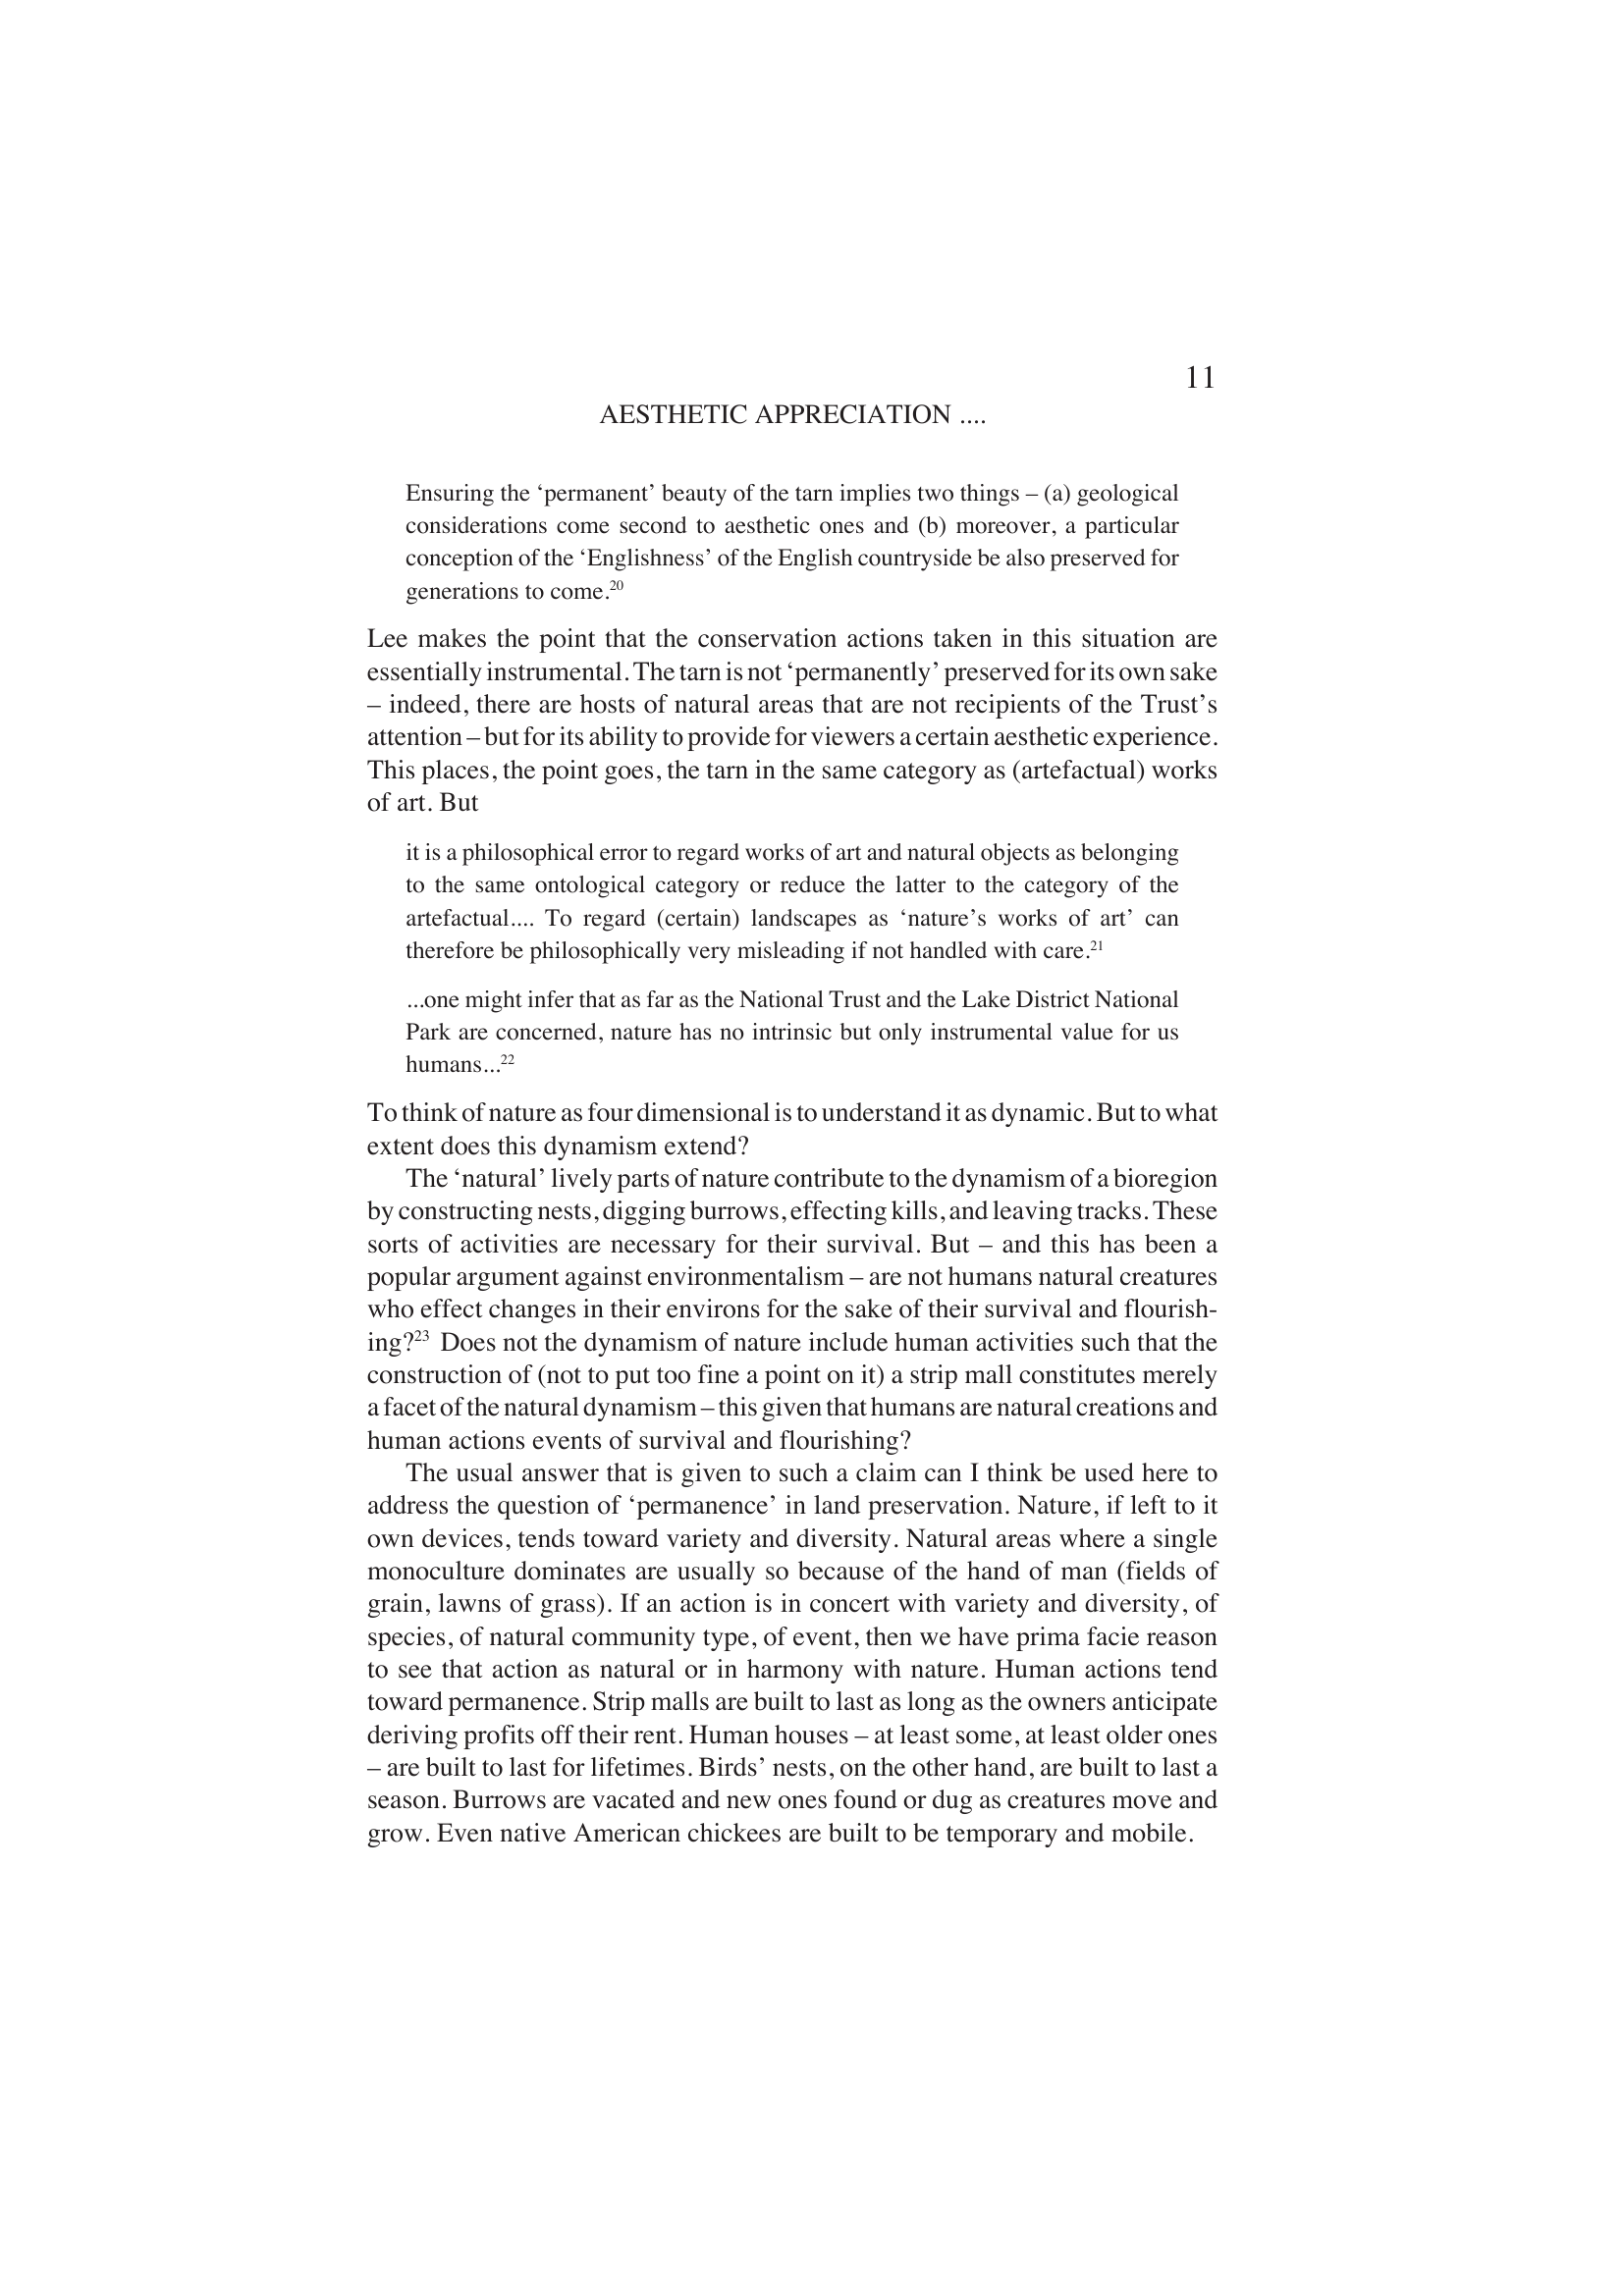 11
AESTHETIC APPRECIATION ....
Ensuring the ‘permanent’ beauty of the tarn implies two things – (a) geological
considerations come second to aesthetic ones and (b) moreover, a particular
conception of the ‘Englishness’ of the English countryside be also preserved for
generations to come.20
Lee makes the point that the conservation actions taken in this situation are
essentially instrumental. The tarn is not ‘permanently’ preserved for its own sake
– indeed, there are hosts of natural areas that are not recipients of the Trust’s
attention – but for its ability to provide for viewers a certain aesthetic experience.
This places, the point goes, the tarn in the same category as (artefactual) works
of art. But
it is a philosophical error to regard works of art and natural objects as belonging
to the same ontological category or reduce the latter to the category of the
artefactual.... To regard (certain) landscapes as ‘nature’s works of art’ can
therefore be philosophically very misleading if not handled with care.21
...one might infer that as far as the National Trust and the Lake District National
Park are concerned, nature has no intrinsic but only instrumental value for us
humans...22
To think of nature as four dimensional is to understand it as dynamic. But to what
extent does this dynamism extend?
The ‘natural’ lively parts of nature contribute to the dynamism of a bioregion
by constructing nests, digging burrows, effecting kills, and leaving tracks. These
sorts of activities are necessary for their survival. But – and this has been a
popular argument against environmentalism – are not humans natural creatures
who effect changes in their environs for the sake of their survival and flourish-
ing?23 Does not the dynamism of nature include human activities such that the
construction of (not to put too fine a point on it) a strip mall constitutes merely
a facet of the natural dynamism – this given that humans are natural creations and
human actions events of survival and flourishing?
The usual answer that is given to such a claim can I think be used here to
address the question of ‘permanence’ in land preservation. Nature, if left to it
own devices, tends toward variety and diversity. Natural areas where a single
monoculture dominates are usually so because of the hand of man (fields of
grain, lawns of grass). If an action is in concert with variety and diversity, of
species, of natural community type, of event, then we have prima facie reason
to see that action as natural or in harmony with nature. Human actions tend
toward permanence. Strip malls are built to last as long as the owners anticipate
deriving profits off their rent. Human houses – at least some, at least older ones
– are built to last for lifetimes. Birds’ nests, on the other hand, are built to last a
season. Burrows are vacated and new ones found or dug as creatures move and
grow. Even native American chickees are built to be temporary and mobile.